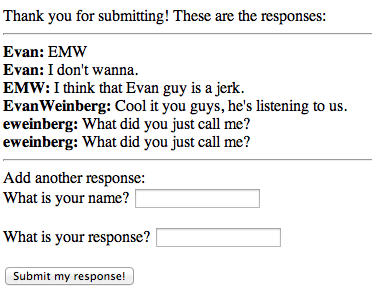 Thank you for submitting! These are the responses:
Evan: EMW
Evan: I don't wanna.
EMW: I think that Evan guy is a jerk.
EvanWeinberg: Cool it you guys, he's listening to us.
eweinberg: What did you just call me?
eweinberg: What did you just call me?
Add another response:
What is your name?
What is your response?
Submit my response!